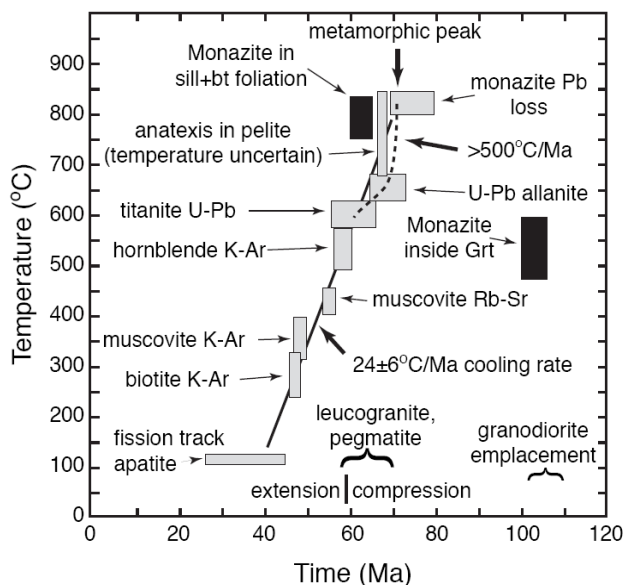 metamorphic peak
900
Monazite in
sill+bt foliation
monazite Pb
loss
800
anatexis in pelite
(temperature uncertain)
>500°C/Ma
700
U-Pb allanite
titanite U-Pb
600
Monazite
inside Grt
hornblende K-Ar
500
muscovite Rb-Sr
400
muscovite K-Ar
24±6°C/Ma cooling rate
300
biotite K-Ar
200
leucogranite,
pegmatite
granodiorite
emplacement
fission track
apatite
100
extension compression
0
0 20 40 60 80 100 120
Temperature (°C)
Time (Ma)